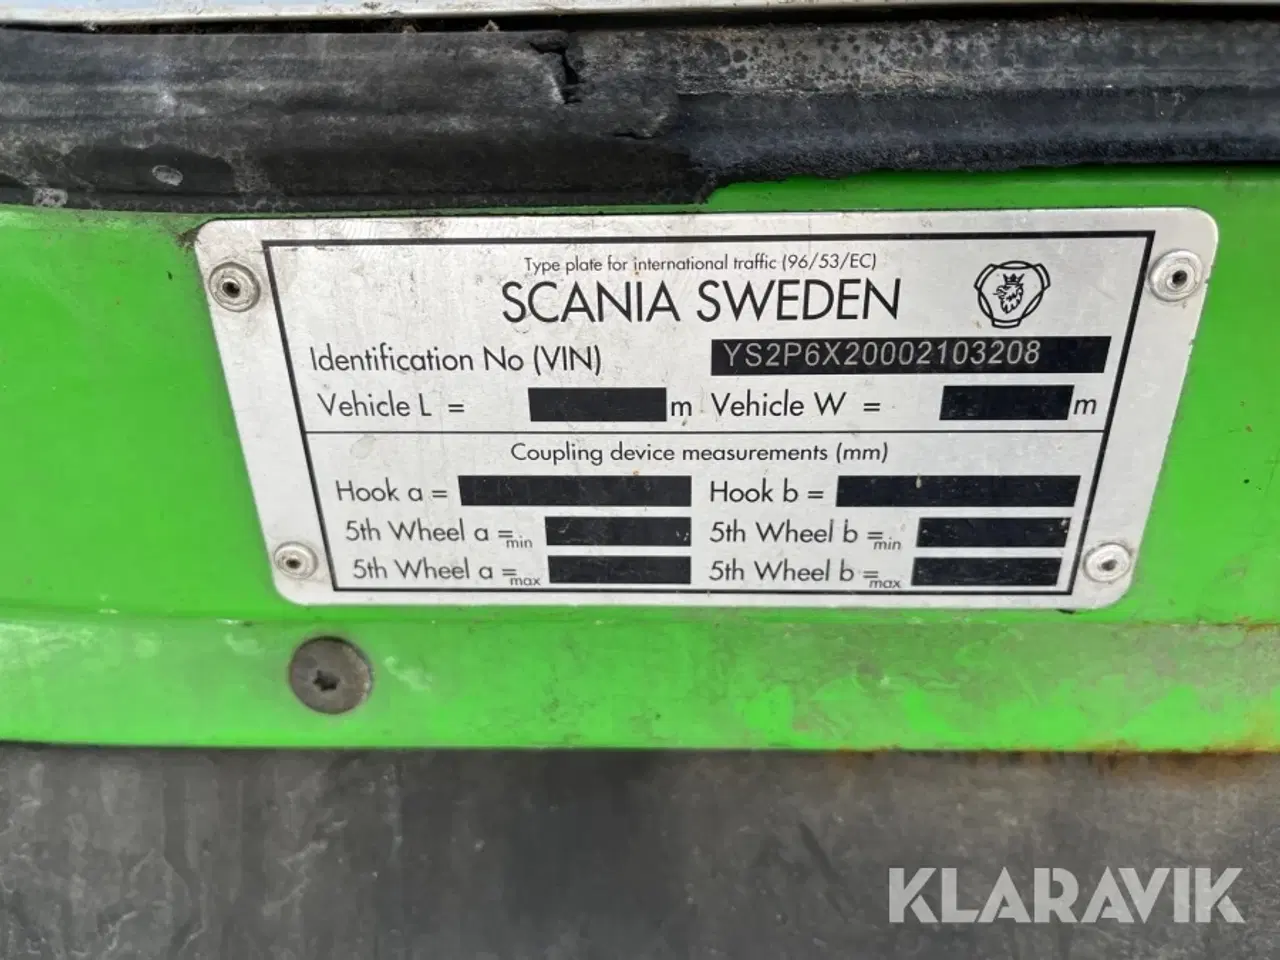 Type plate for international traffic (96/53/EC)
SCANIA SWEDEN
Identification No (VIN) YS2P6X20002103208
Vehicle L = m Vehicle W = m
Coupling device measurements (mm)
Hook a = Hook b =
5th Wheel a = min 5th Wheel b = min
5th Wheel a = max 5th Wheel b = max
KLARAVIK